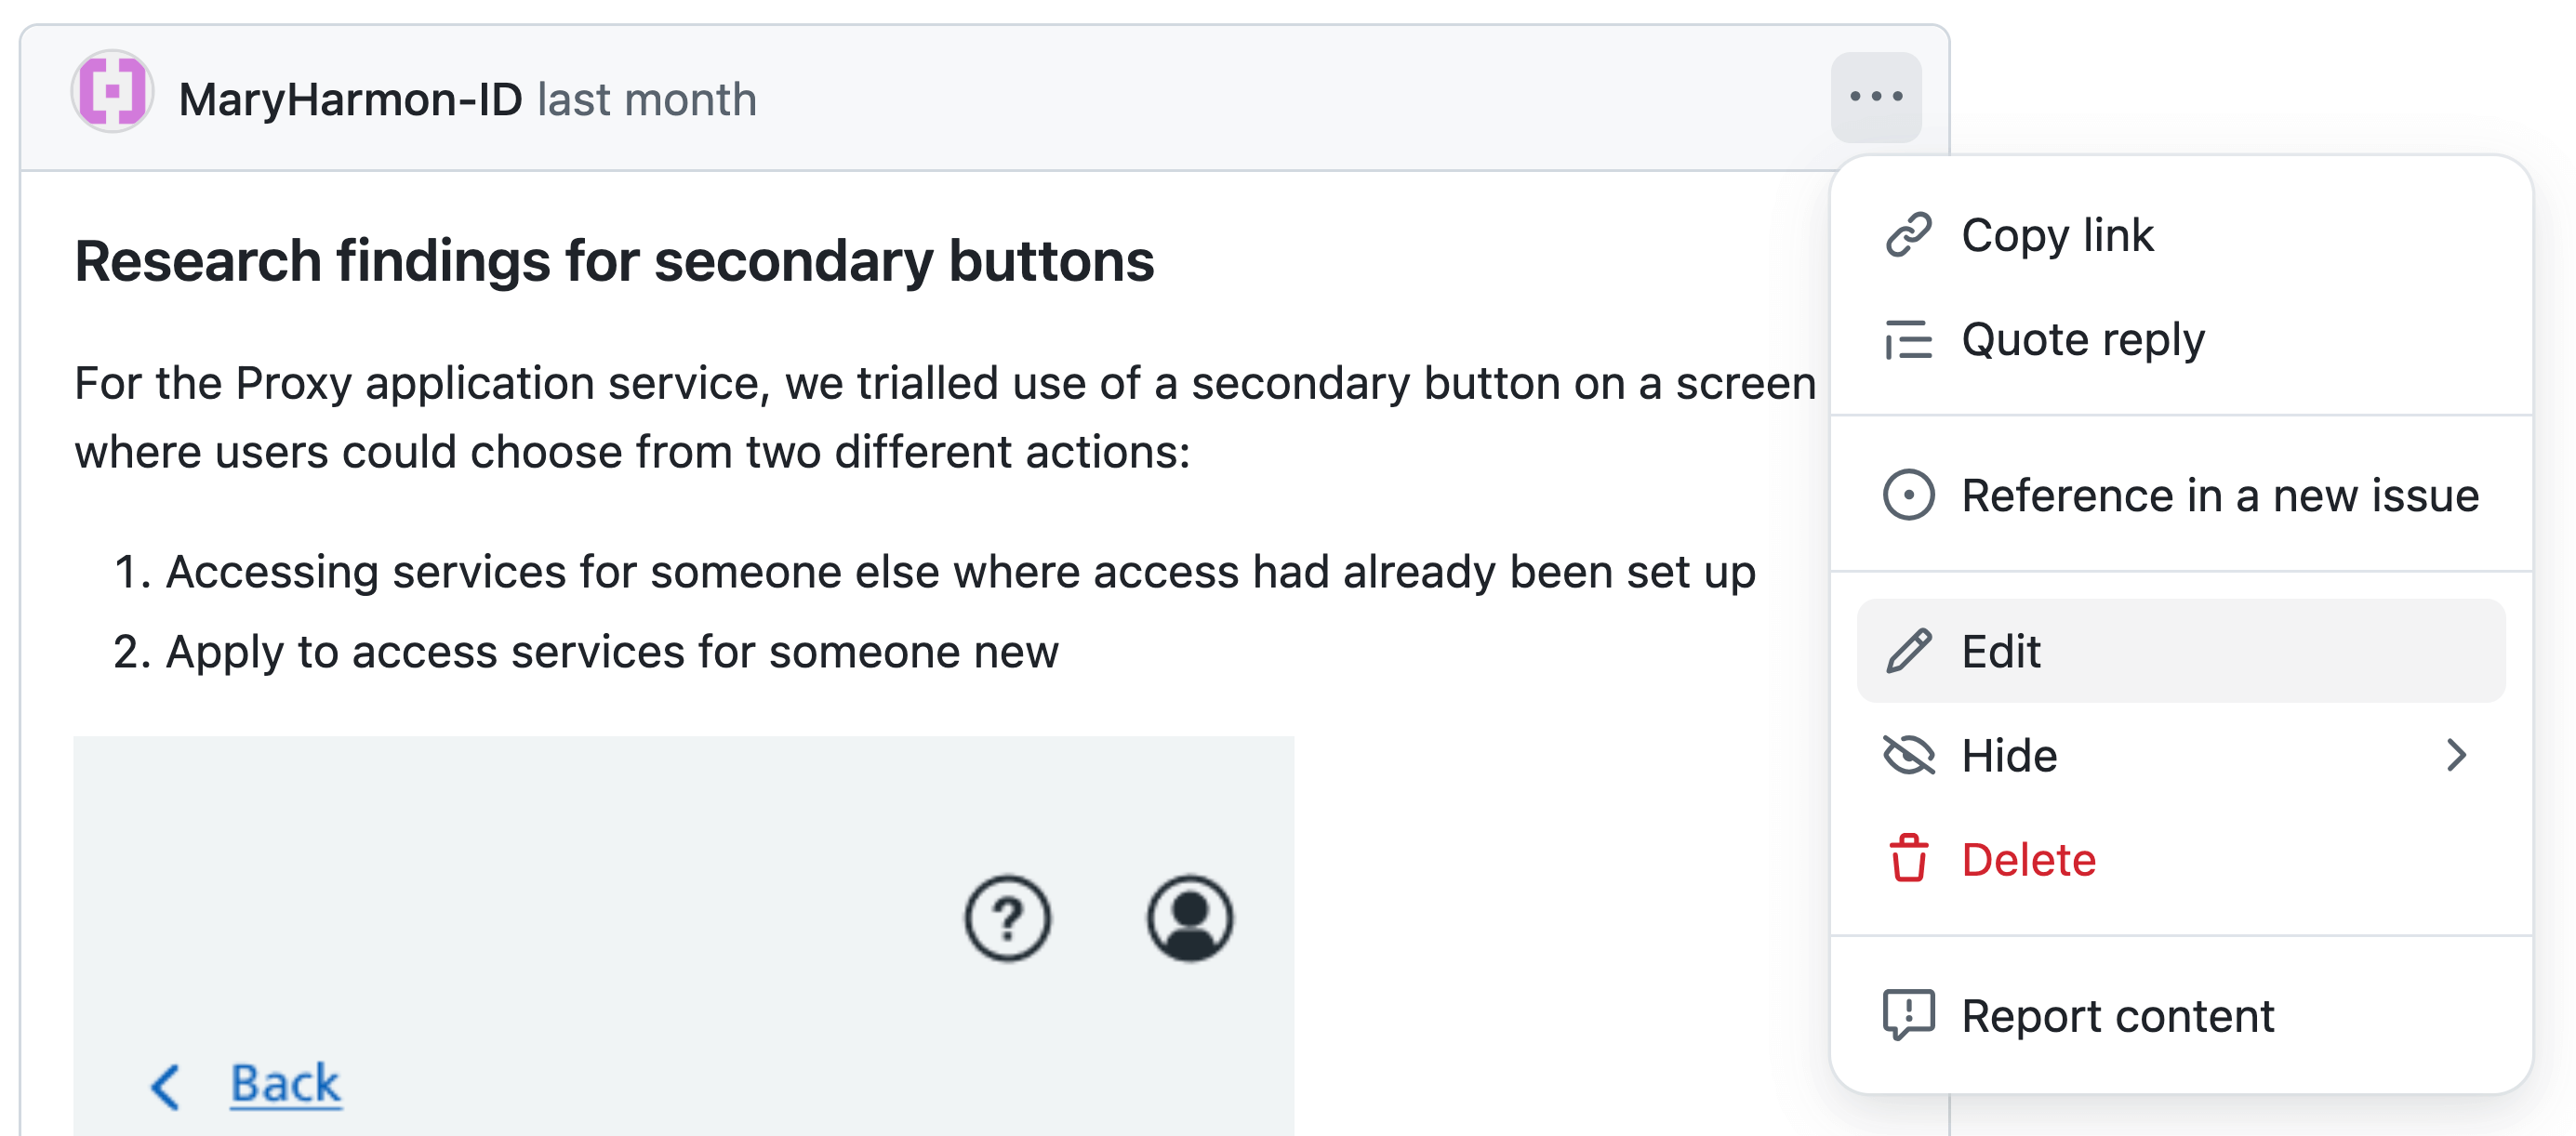 MaryHarmon-ID last month
Research findings for secondary buttons
For the Proxy application service, we trialled use of a secondary button on a screen
where users could choose from two different actions:
1. Accessing services for someone else where access had already been set up
2. Apply to access services for someone new
?
Back
Copy link
Quote reply
Reference in a new issue
Edit
Hide
Delete
Report content